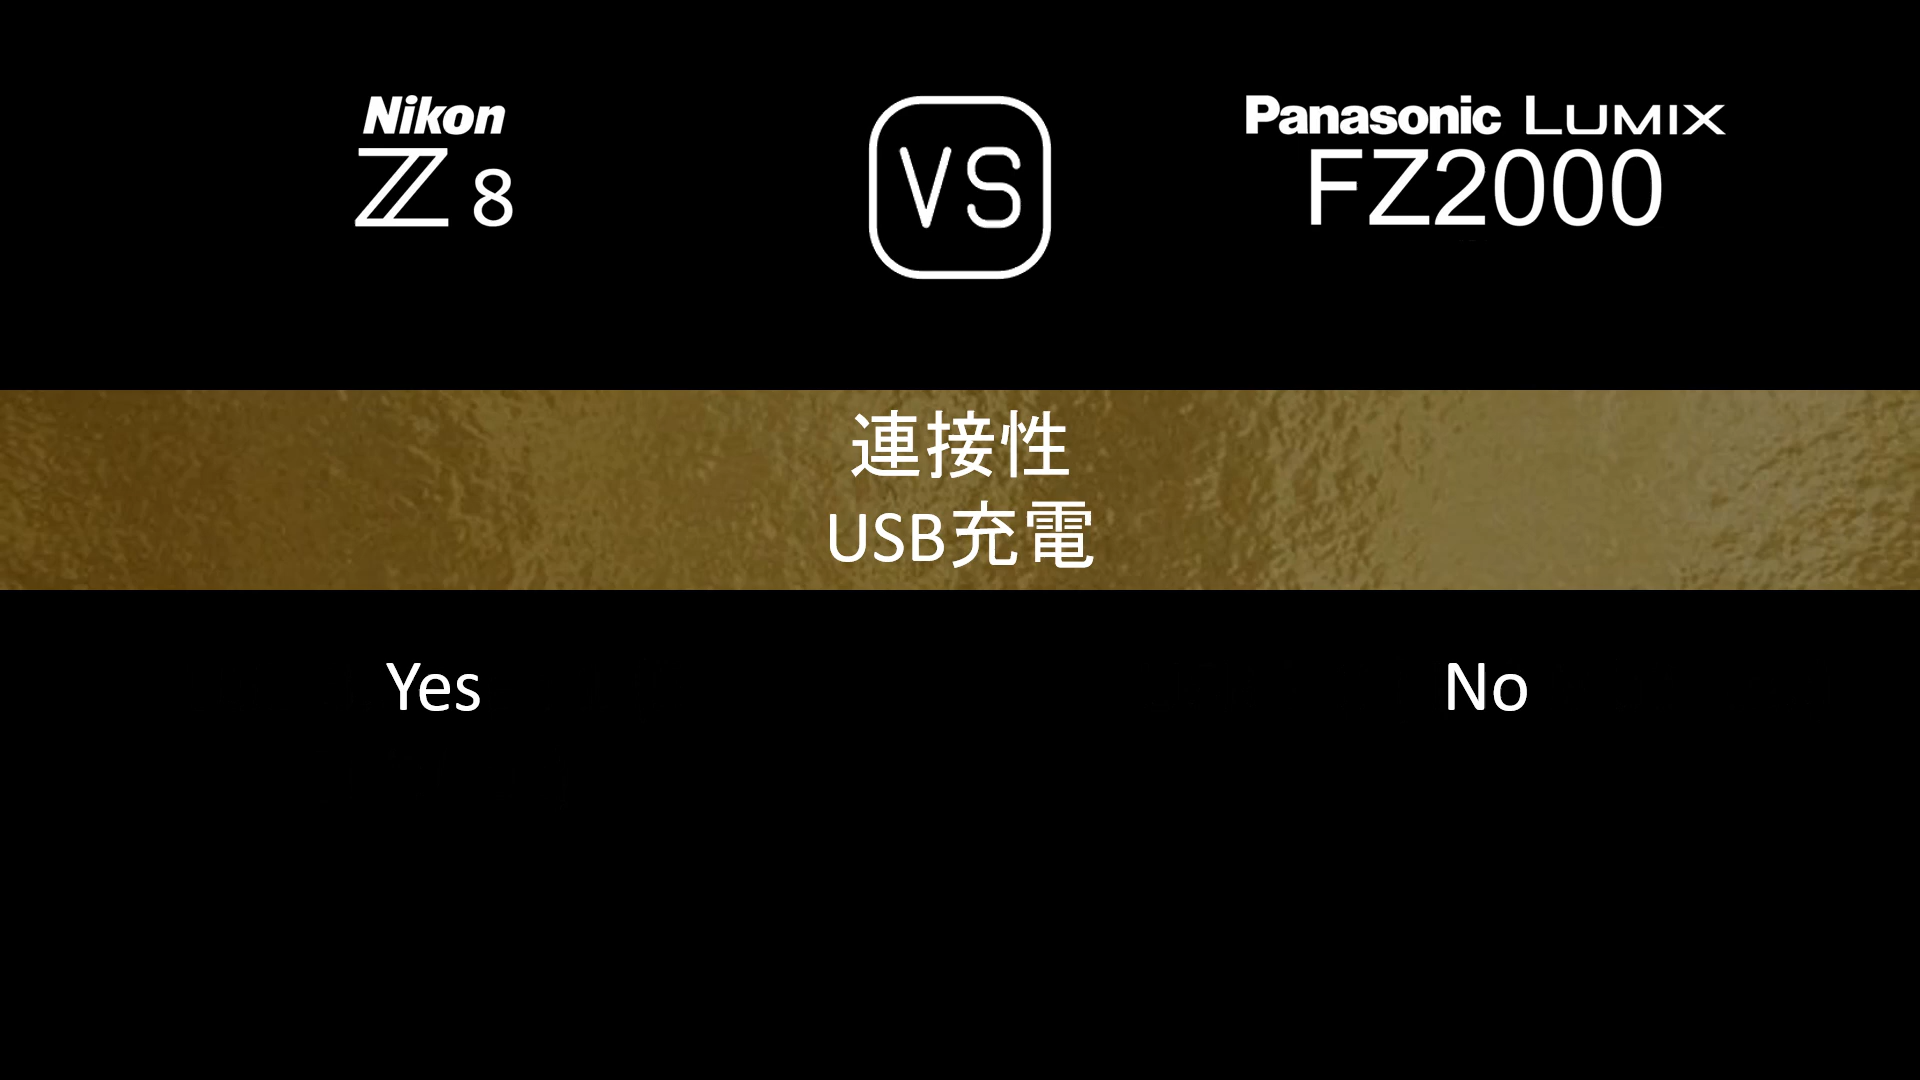 Nikon
Z 8
VS
Panasonic LUMIX
FZ2000
連接性
USB充電
Yes
No